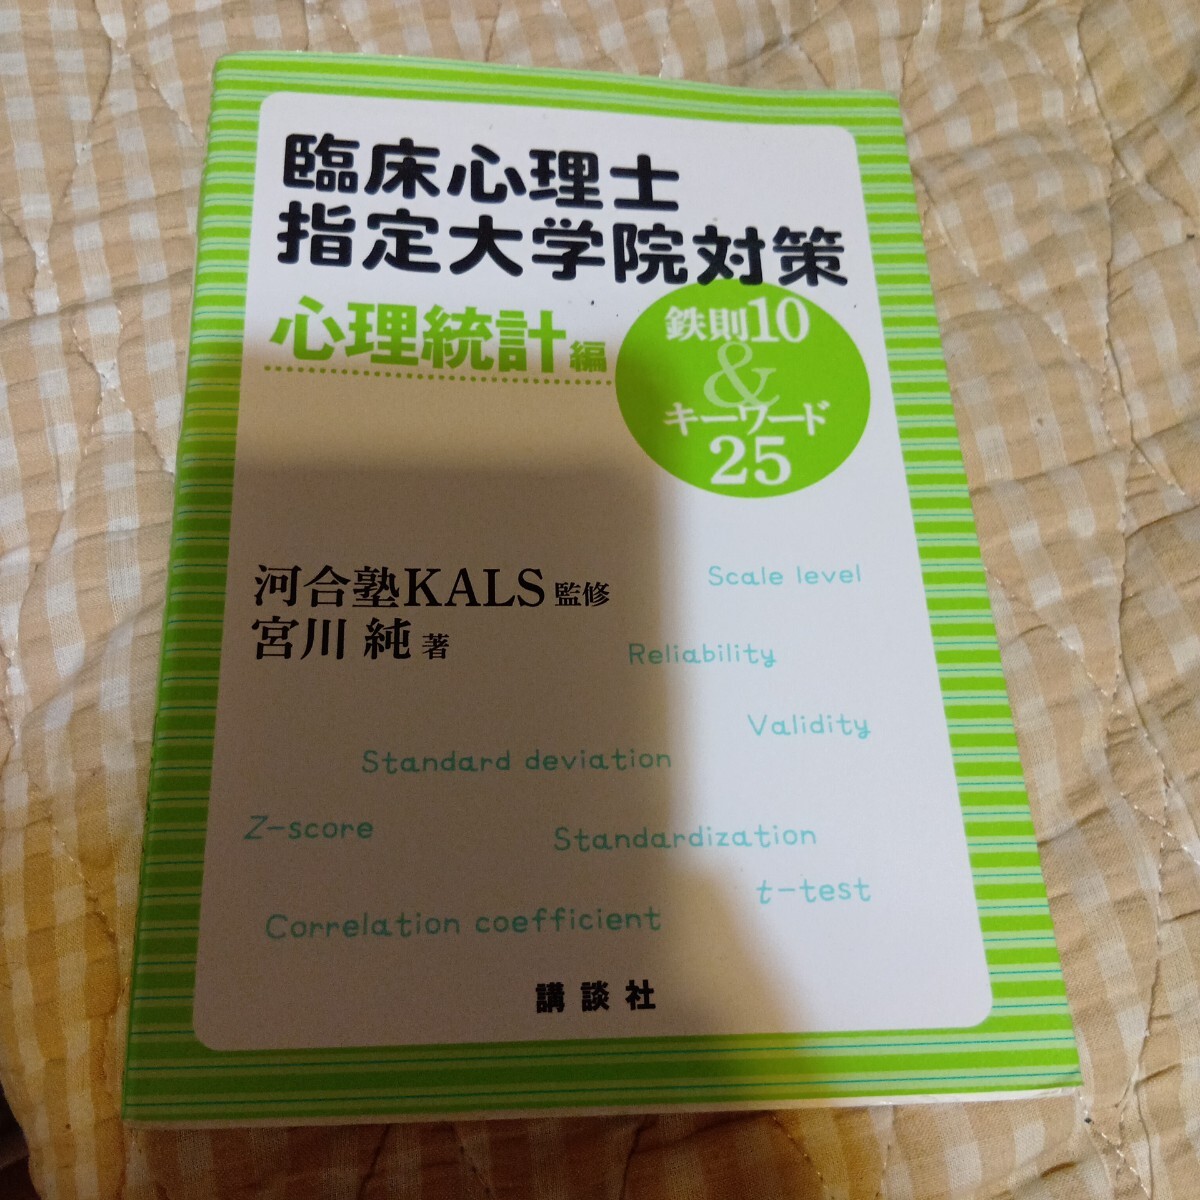 臨床心理士
指定大学院対策
心理統計編
鉄則10
&
キーワード
25
河合塾KALS 監修
宮川 純 著
Scale level
Reliability
Validity
Standard deviation
Z-score
Standardization
t-test
Correlation coefficient
講談社